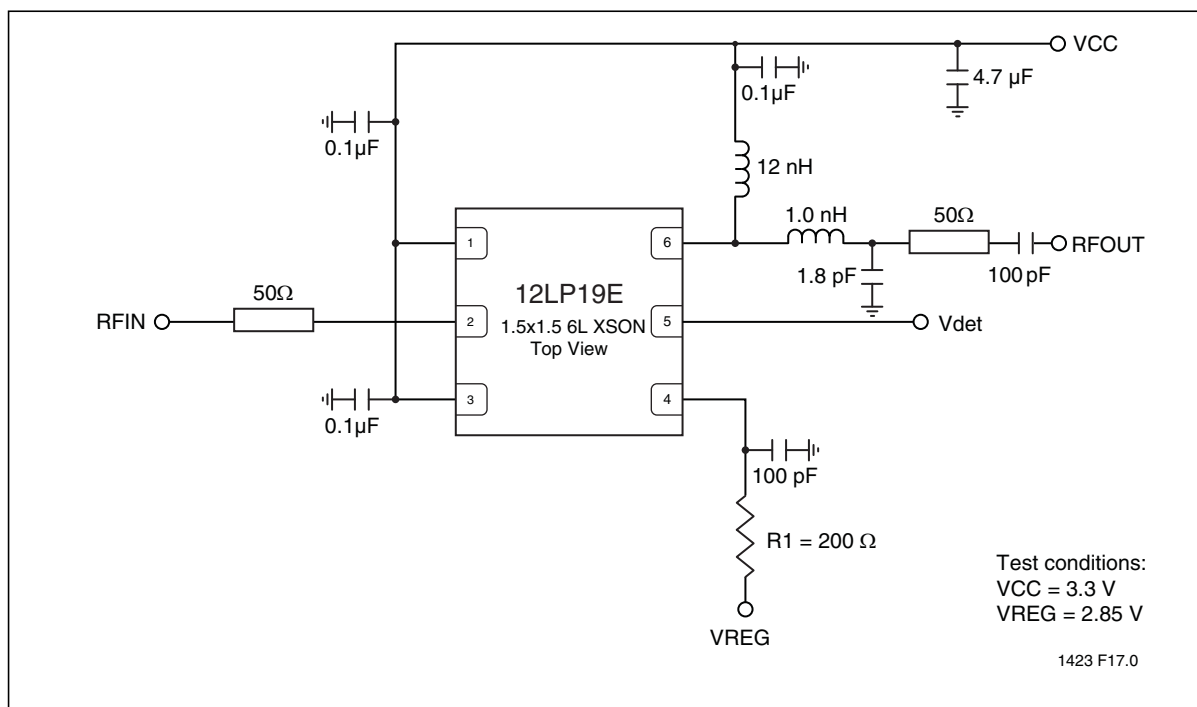 VCC
4.7 µF
0.1µF
0.1µF
12 nH
1.0 nH
50Ω
RFOUT
100 pF
1.8 pF
1
6
12LP19E
1.5x1.5 6L XSON
Top View
50Ω
RFIN
2
5
Vdet
3
4
0.1µF
100 pF
R1 = 200 Ω
VREG
Test conditions:
VCC = 3.3 V
VREG = 2.85 V
1423 F17.0